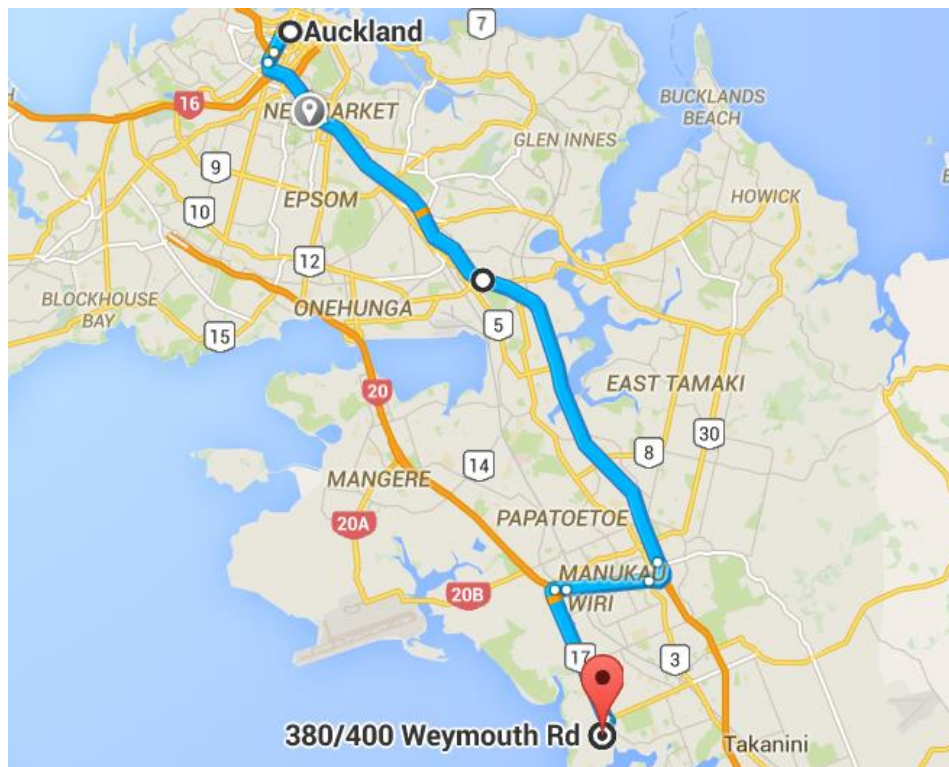 7
Auckland
16
NEWMARKET
BUCKLANDS
BEACH
GLEN INNES
9
HOWICK
EPSOM
10
12
BLOCKHOUSE
BAY
ONEHUNGA
15
5
20
EAST TAMAKI
30
8
14
MANGERE
PAPATOETOE
20A
MANUKAU
20B
WIRI
17
3
380/400 Weymouth Rd
Takanini